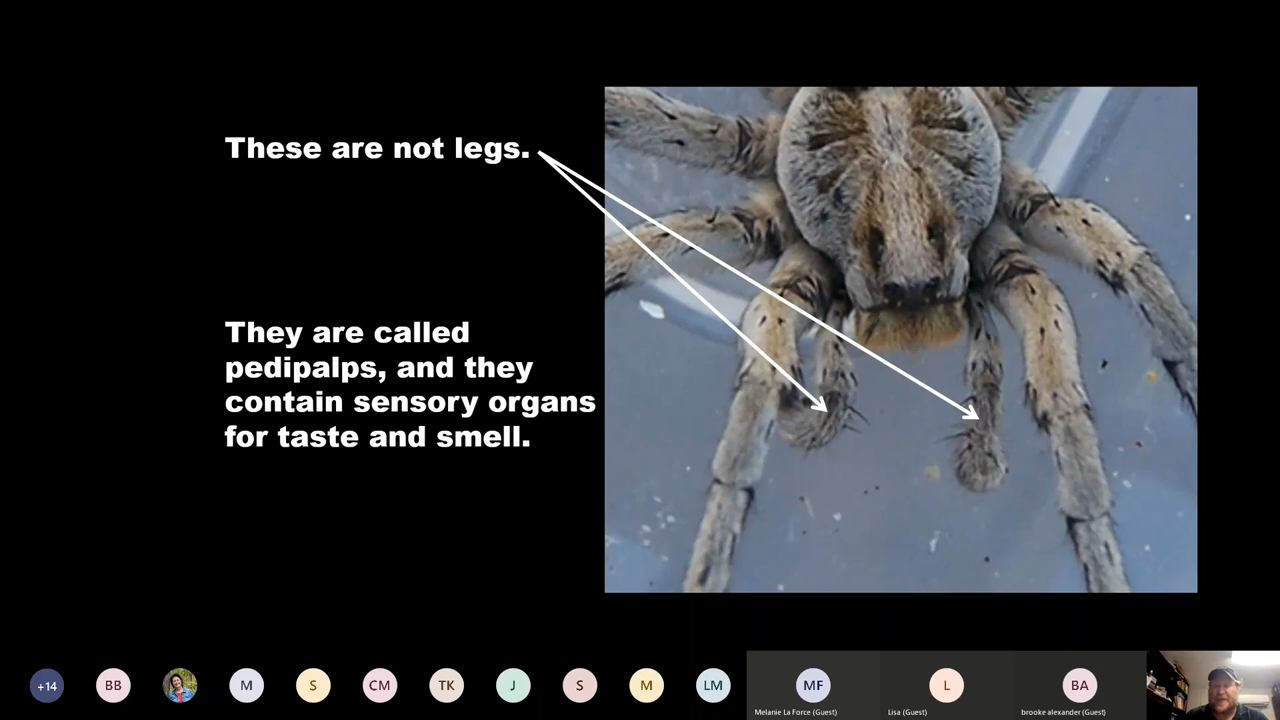 These are not legs.
They are called
pedipalps, and they
contain sensory organs
for taste and smell.
+14
BB
M
S
CM
TK
J
S
M
LM
MF
L
BA
Melanie La Force (Guest)
Lisa (Guest)
brooke alexander (Guest)